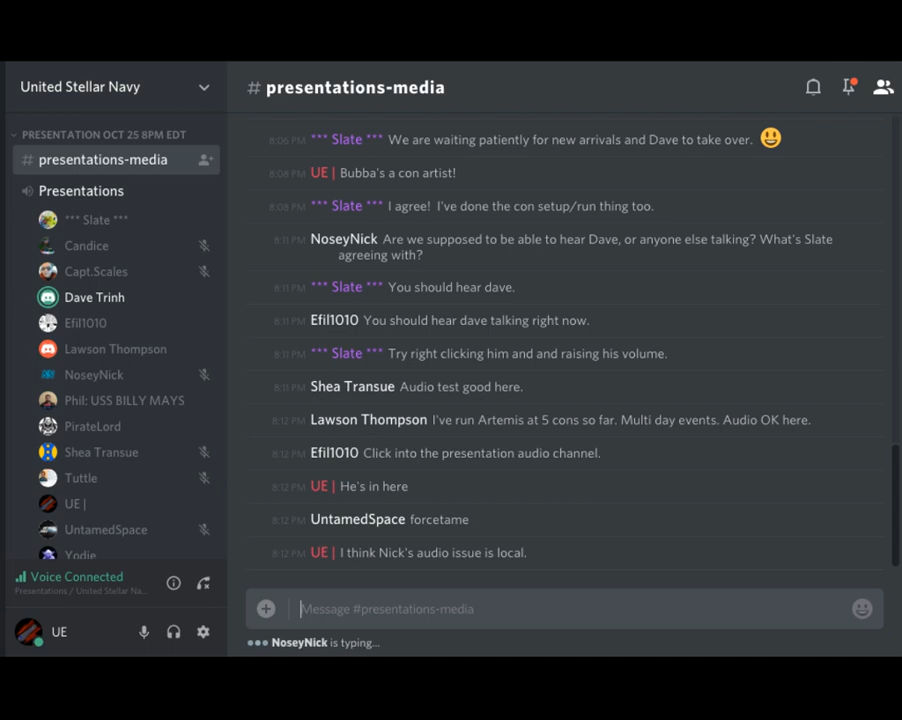 United Stellar Navy
# presentations-media
PRESENTATION OCT 25 8PM EDT
# presentations-media
Presentations
*** Slate ***
Candice
Capt.Scales
Dave Trinh
Efil1010
Lawson Thompson
NoseyNick
Phil: USS BILLY MAYS
PirateLord
Shea Transue
Tuttle
UE |
UntamedSpace
Yodie
Voice Connected
Presentations / United Stellar Na...
UE
8:06 PM *** Slate *** We are waiting patiently for new arrivals and Dave to take over.
8:08 PM UE | Bubba's a con artist!
8:08 PM *** Slate *** I agree! I've done the con setup/run thing too.
8:11 PM NoseyNick Are we supposed to be able to hear Dave, or anyone else talking? What's Slate
agreeing with?
8:11 PM *** Slate *** You should hear dave.
8:11 PM Efil1010 You should hear dave talking right now.
8:11 PM *** Slate *** Try right clicking him and and raising his volume.
8:11 PM Shea Transue Audio test good here.
8:12 PM Lawson Thompson I've run Artemis at 5 cons so far. Multi day events. Audio OK here.
8:12 PM Efil1010 Click into the presentation audio channel.
8:12 PM UE | He's in here
8:12 PM UntamedSpace forcetame
8:12 PM UE | I think Nick's audio issue is local.
Message #presentations-media
NoseyNick is typing...